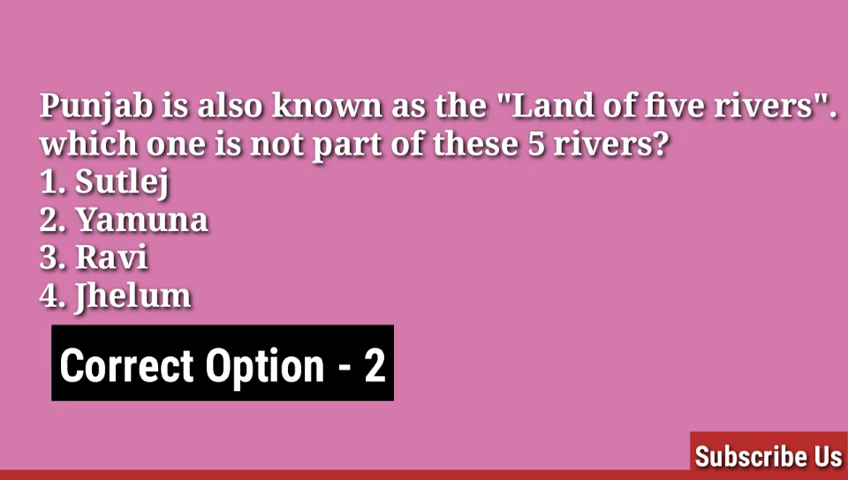 Punjab is also known as the "Land of five rivers".
which one is not part of these 5 rivers?
1. Sutlej
2. Yamuna
3. Ravi
4. Jhelum
Correct Option - 2
Subscribe Us